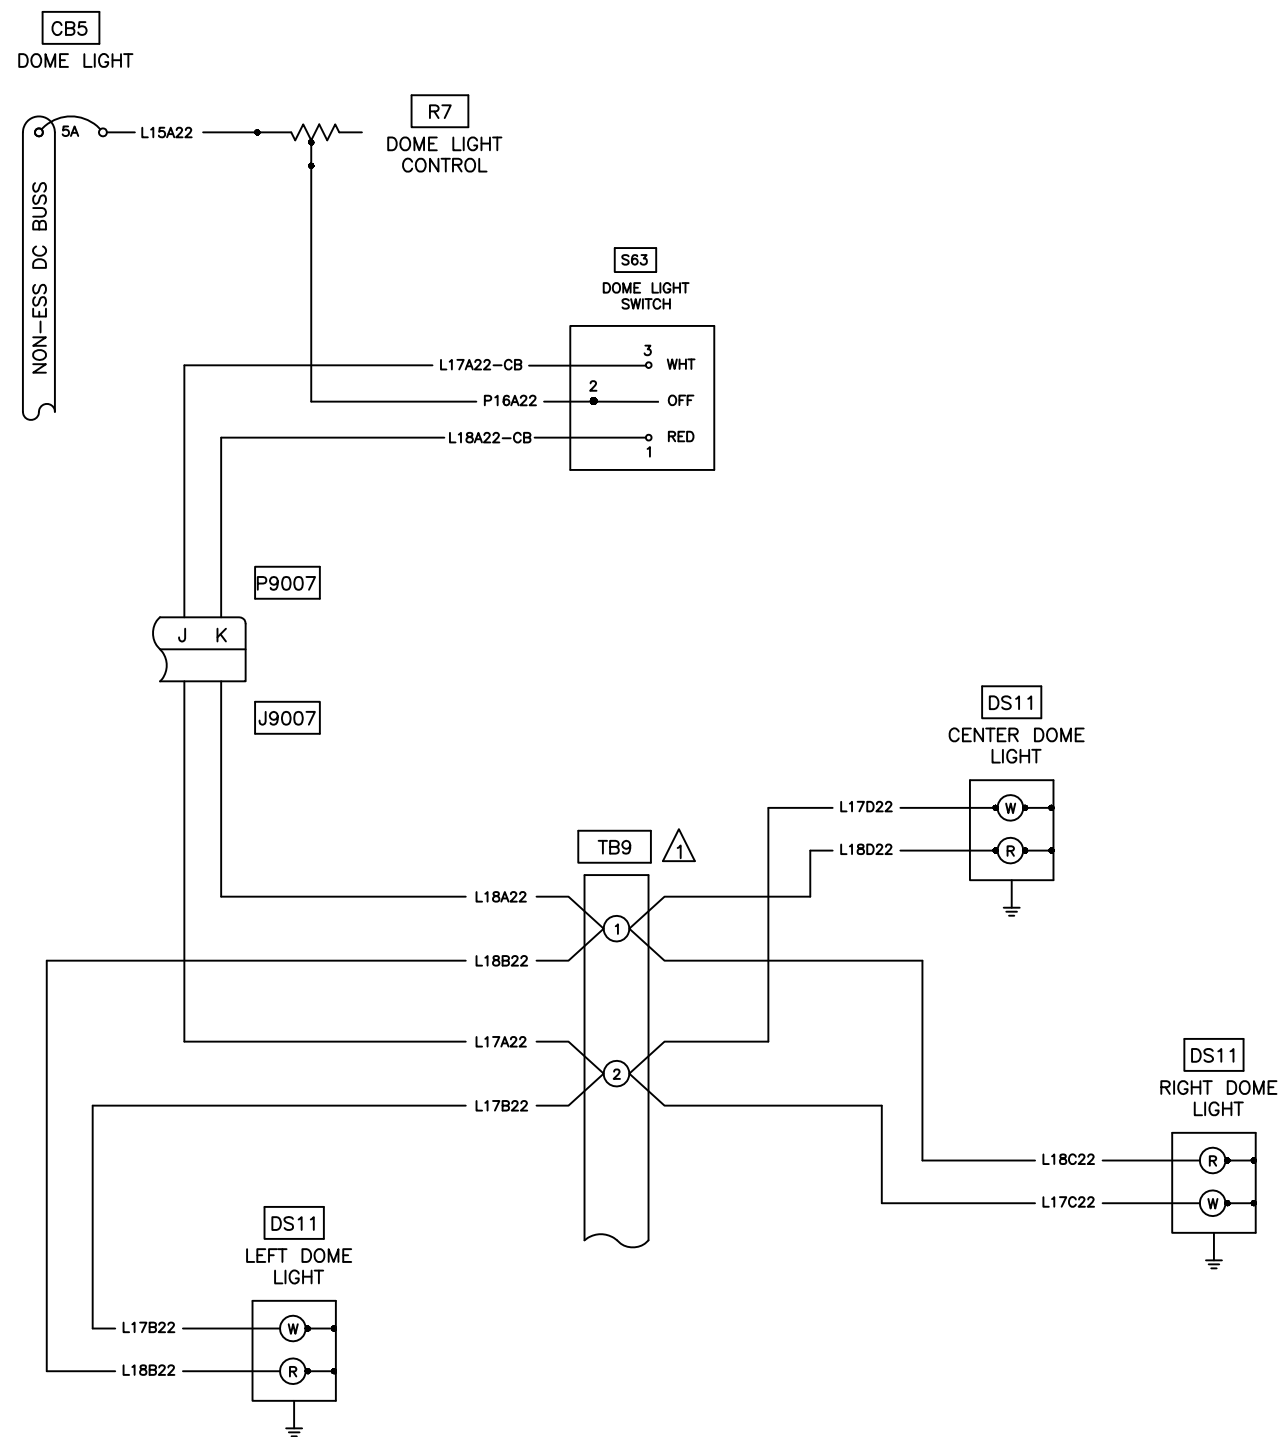 CB5
DOME LIGHT
5A
L15A22
R7
DOME LIGHT
CONTROL
NON-ESS DC BUSS
S63
DOME LIGHT
SWITCH
L17A22-CB
3
WHT
P16A22
2
OFF
L18A22-CB
RED
1
P9007
J K
J9007
DS11
CENTER DOME
LIGHT
L17D22
W
L18D22
R
TB9
1
L18A22
1
L18B22
L17A22
2
L17B22
DS11
RIGHT DOME
LIGHT
L18C22
R
L17C22
W
DS11
LEFT DOME
LIGHT
L17B22
W
L18B22
R